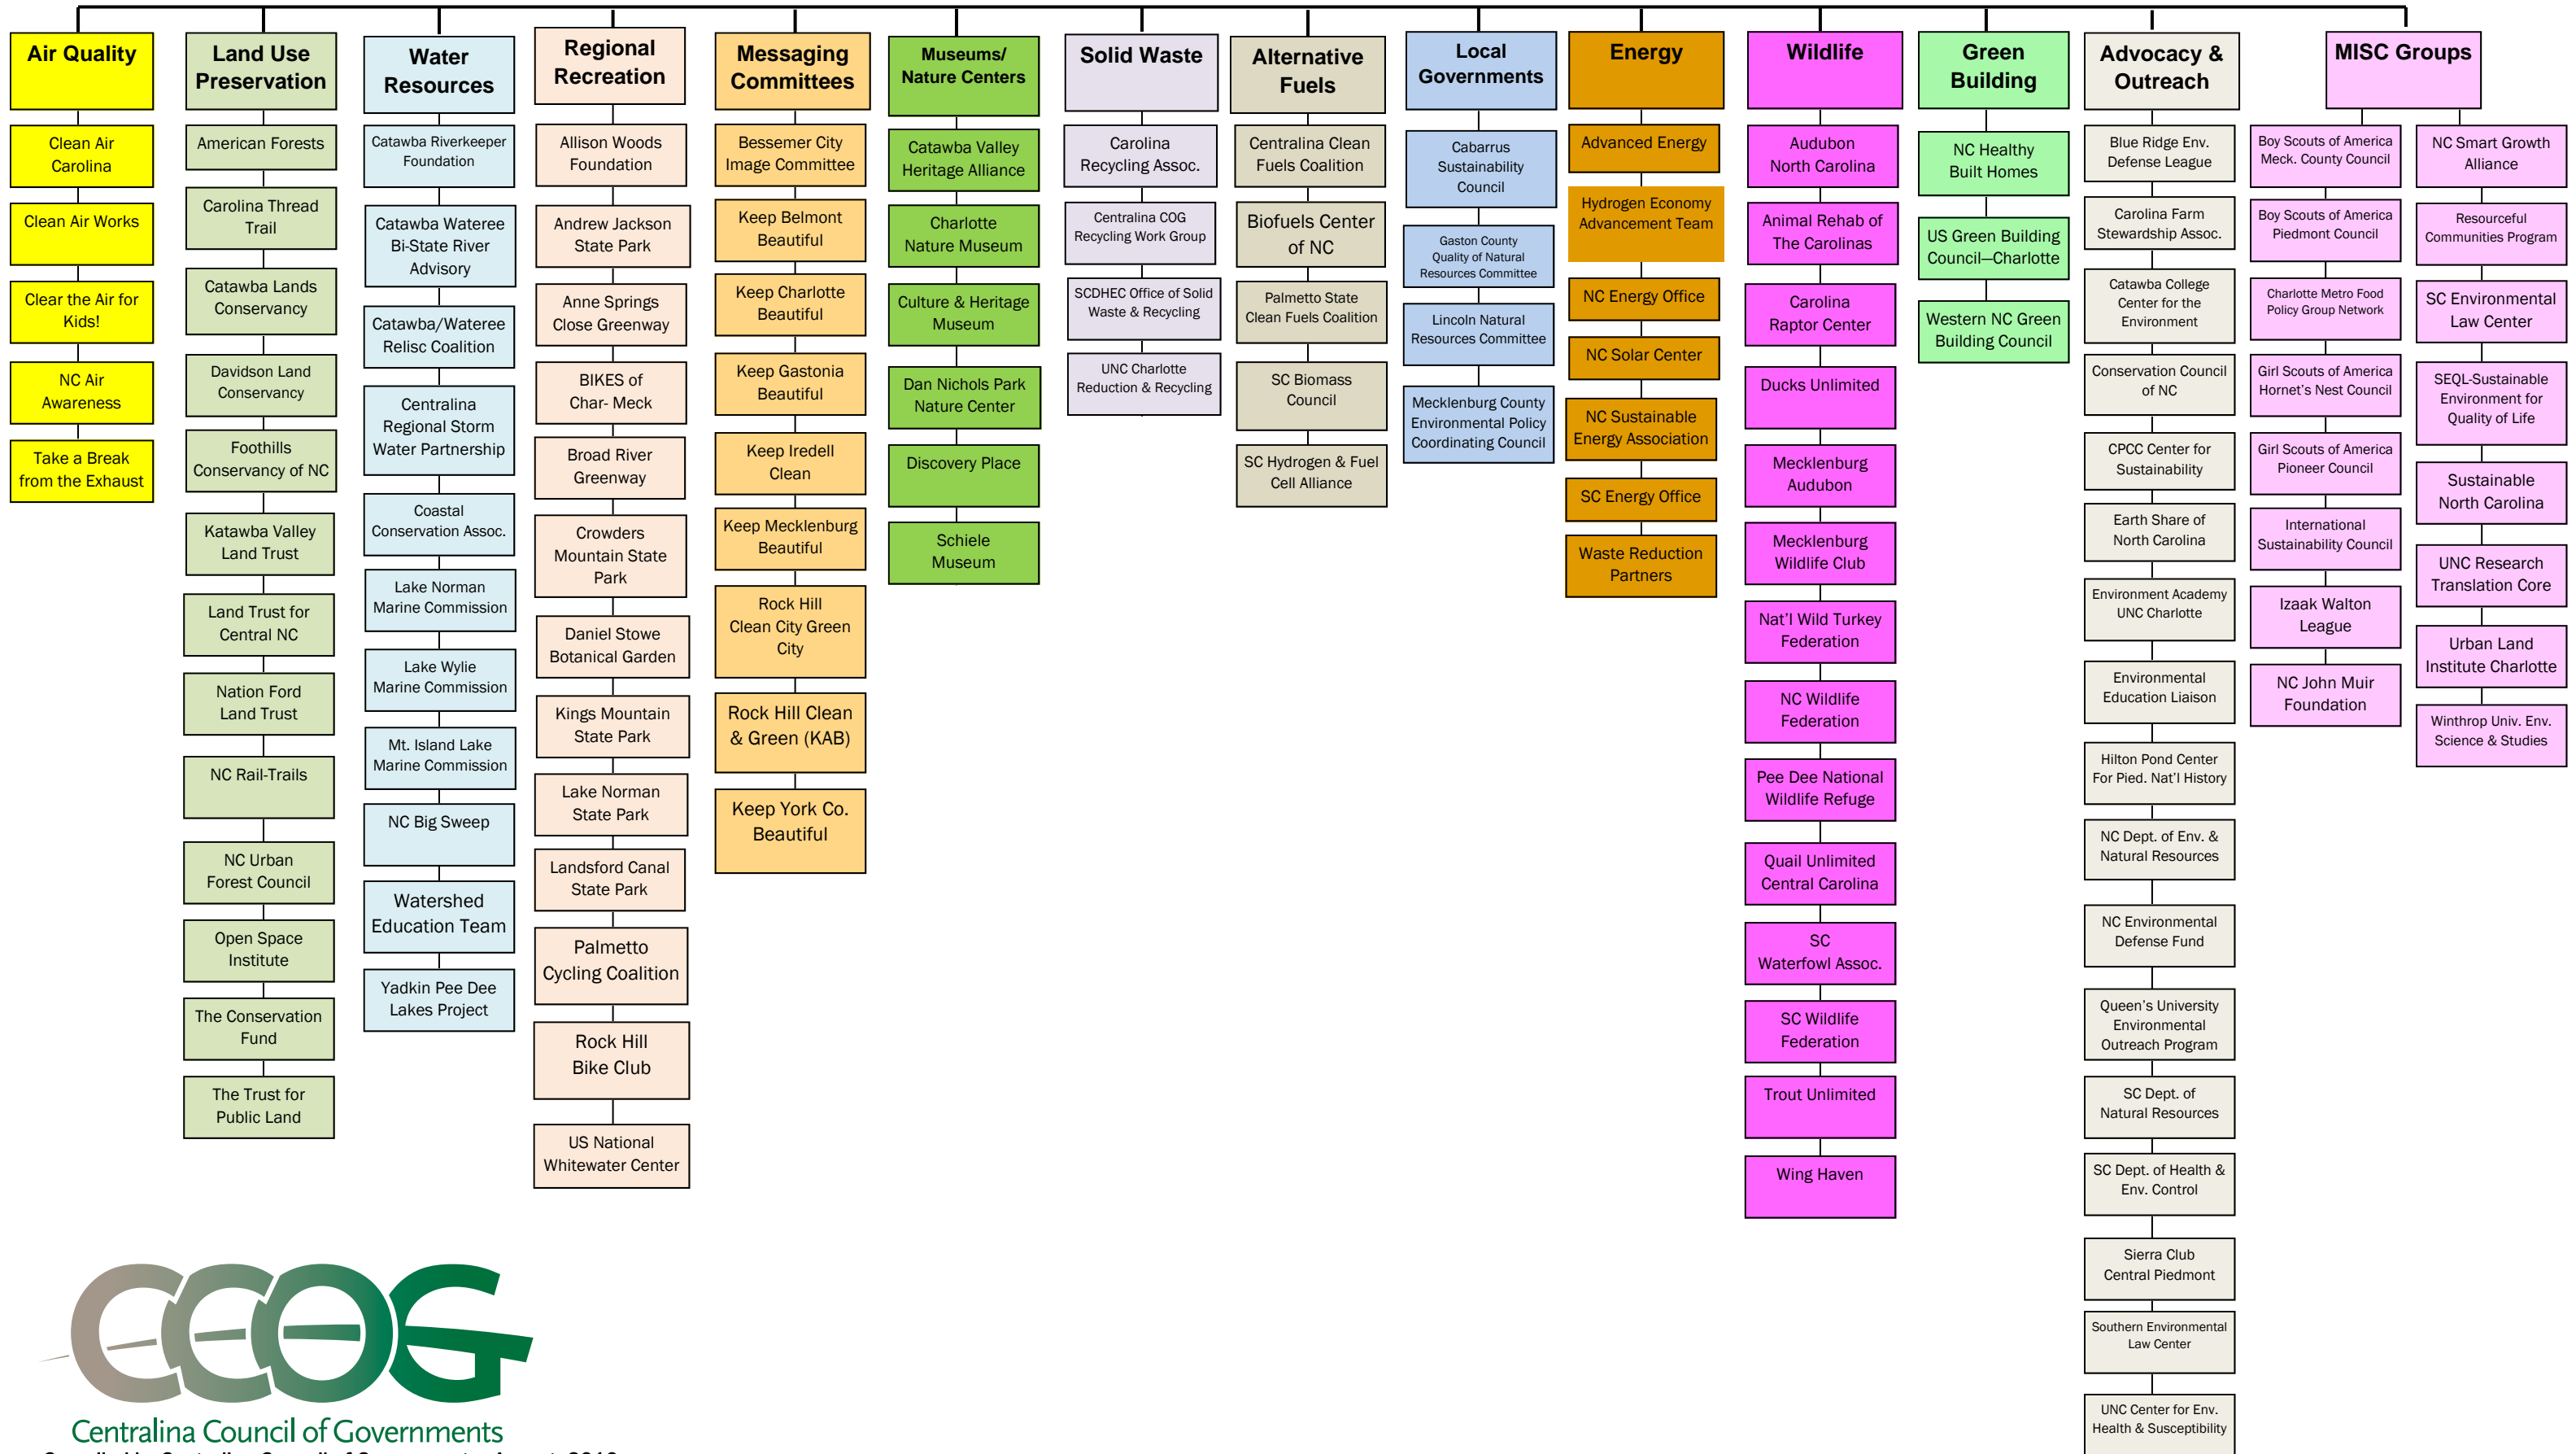 Air Quality
Clean Air
Carolina
Clean Air Works
Clear the Air for
Kids!
NC Air
Awareness
Take a Break
from the Exhaust
Land Use
Preservation
American Forests
Carolina Thread
Trail
Catawba Lands
Conservancy
Davidson Land
Conservancy
Foothills
Conservancy of NC
Katawba Valley
Land Trust
Land Trust for
Central NC
Nation Ford
Land Trust
NC Rail-Trails
NC Urban
Forest Council
Open Space
Institute
The Conservation
Fund
The Trust for
Public Land
Water
Resources
Catawba Riverkeeper
Foundation
Catawba Wateree
Bi-State River
Advisory
Catawba/Wateree
Relisc Coalition
Centralina
Regional Storm
Water Partnership
Coastal
Conservation Assoc.
Lake Norman
Marine Commission
Lake Wylie
Marine Commission
Mt. Island Lake
Marine Commission
NC Big Sweep
Watershed
Education Team
Yadkin Pee Dee
Lakes Project
Regional
Recreation
Allison Woods
Foundation
Andrew Jackson
State Park
Anne Springs
Close Greenway
BIKES of
Char- Meck
Broad River
Greenway
Crowders
Mountain State
Park
Daniel Stowe
Botanical Garden
Kings Mountain
State Park
Lake Norman
State Park
Landsford Canal
State Park
Palmetto
Cycling Coalition
Rock Hill
Bike Club
US National
Whitewater Center
Messaging
Committees
Bessemer City
Image Committee
Keep Belmont
Beautiful
Keep Charlotte
Beautiful
Keep Gastonia
Beautiful
Keep Iredell
Clean
Keep Mecklenburg
Beautiful
Rock Hill
Clean City Green
City
Rock Hill Clean
& Green (KAB)
Keep York Co.
Beautiful
Museums/
Nature Centers
Catawba Valley
Heritage Alliance
Charlotte
Nature Museum
Culture & Heritage
Museum
Dan Nichols Park
Nature Center
Discovery Place
Schiele
Museum
Solid Waste
Carolina
Recycling Assoc.
Centralina COG
Recycling Work Group
SCDHEC Office of Solid
Waste & Recycling
UNC Charlotte
Reduction & Recycling
Alternative
Fuels
Centralina Clean
Fuels Coalition
Biofuels Center
of NC
Palmetto State
Clean Fuels Coalition
SC Biomass
Council
SC Hydrogen & Fuel
Cell Alliance
Local
Governments
Cabarrus
Sustainability
Council
Gaston County
Quality of Natural
Resources Committee
Lincoln Natural
Resources Committee
Mecklenburg County
Environmental Policy
Coordinating Council
Energy
Advanced Energy
Hydrogen Economy
Advancement Team
NC Energy Office
NC Solar Center
NC Sustainable
Energy Association
SC Energy Office
Waste Reduction
Partners
Wildlife
Audubon
North Carolina
Animal Rehab of
The Carolinas
Carolina
Raptor Center
Ducks Unlimited
Mecklenburg
Audubon
Mecklenburg
Wildlife Club
Nat'l Wild Turkey
Federation
NC Wildlife
Federation
Pee Dee National
Wildlife Refuge
Quail Unlimited
Central Carolina
SC
Waterfowl Assoc.
SC Wildlife
Federation
Trout Unlimited
Wing Haven
Green
Building
NC Healthy
Built Homes
US Green Building
Council—Charlotte
Western NC Green
Building Council
Advocacy &
Outreach
Blue Ridge Env.
Defense League
Carolina Farm
Stewardship Assoc.
Catawba College
Center for the
Environment
Conservation Council
of NC
CPCC Center for
Sustainability
Earth Share of
North Carolina
Environment Academy
UNC Charlotte
Environmental
Education Liaison
Hilton Pond Center
For Pied. Nat'l History
NC Dept. of Env. &
Natural Resources
NC Environmental
Defense Fund
Queen's University
Environmental
Outreach Program
SC Dept. of
Natural Resources
SC Dept. of Health &
Env. Control
Sierra Club
Central Piedmont
Southern Environmental
Law Center
UNC Center for Env.
Health & Susceptibility
MISC Groups
Boy Scouts of America
Meck. County Council
Boy Scouts of America
Piedmont Council
Charlotte Metro Food
Policy Group Network
Girl Scouts of America
Hornet's Nest Council
Girl Scouts of America
Pioneer Council
International
Sustainability Council
Izaak Walton
League
NC John Muir
Foundation
NC Smart Growth
Alliance
Resourceful
Communities Program
SC Environmental
Law Center
SEQL-Sustainable
Environment for
Quality of Life
Sustainable
North Carolina
UNC Research
Translation Core
Urban Land
Institute Charlotte
Winthrop Univ. Env.
Science & Studies
CCOG
Centralina Council of Governments